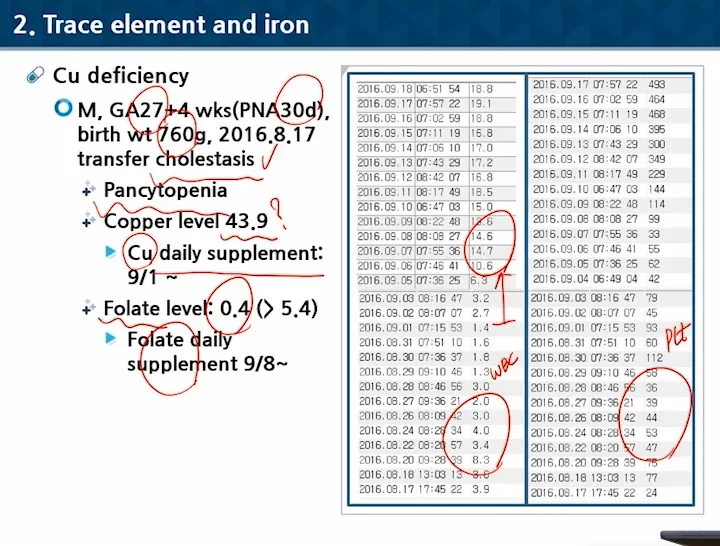 2. Trace element and iron
Cu deficiency
M, GA27+4 wks(PNA30d),
birth wt 760g, 2016.8.17
transfer cholestasis
Pancytopenia
Copper level 43.9 ?
Cu daily supplement:
9/1 ~
Folate level: 0.4 (> 5.4)
Folate daily
supplement 9/8~
2016.09.18 06:51 54 18.8
2016.09.17 07:57 22 19.1
2016.09.16 07:02 59 18.8
2016.09.15 07:11 19 16.8
2016.09.14 07:06 10 17.0
2016.09.13 07:43 29 17.2
2016.09.12 08:42 07 16.8
2016.09.11 08:17 49 18.5
2016.09.10 06:47 03 15.0
2016.09.09 08:22 48 13.6
2016.09.08 08:08 27 14.6
2016.09.07 07:55 36 14.7
2016.09.06 07:46 41 10.6
2016.09.05 07:36 25 6.3
2016.09.03 08:16 47 3.2
2016.09.02 08:07 07 2.7
2016.09.01 07:15 53 1.4
2016.08.31 07:51 10 1.6
2016.08.30 07:36 37 1.8
2016.08.29 09:10 46 1.3
WBC
2016.08.28 08:46 56 3.0
2016.08.27 09:36 21 2.0
2016.08.26 08:09 42 3.0
2016.08.24 08:28 34 4.0
2016.08.22 08:20 57 3.4
2016.08.20 09:28 39 8.3
2016.08.18 13:03 13 3.6
2016.08.17 17:45 22 3.9
2016.09.17 07:57 22 493
2016.09.16 07:02 59 464
2016.09.15 07:11 19 468
2016.09.14 07:06 10 395
2016.09.13 07:43 29 300
2016.09.12 08:42 07 349
2016.09.11 08:17 49 229
2016.09.10 06:47 03 144
2016.09.09 08:22 48 114
2016.09.08 08:08 27 99
2016.09.07 07:55 36 33
2016.09.06 07:46 41 55
2016.09.05 07:36 25 62
2016.09.04 06:49 04 42
2016.09.03 08:16 47 79
2016.09.02 08:07 07 45
2016.09.01 07:15 53 93
2016.08.31 07:51 10 60
plt
2016.08.30 07:36 37 112
2016.08.29 09:10 46 58
2016.08.28 08:46 56 36
2016.08.27 09:36 21 39
2016.08.26 08:09 42 44
2016.08.24 08:28 34 53
2016.08.22 08:20 57 47
2016.08.20 09:28 39 75
2016.08.18 13:03 13 77
2016.08.17 17:45 22 24